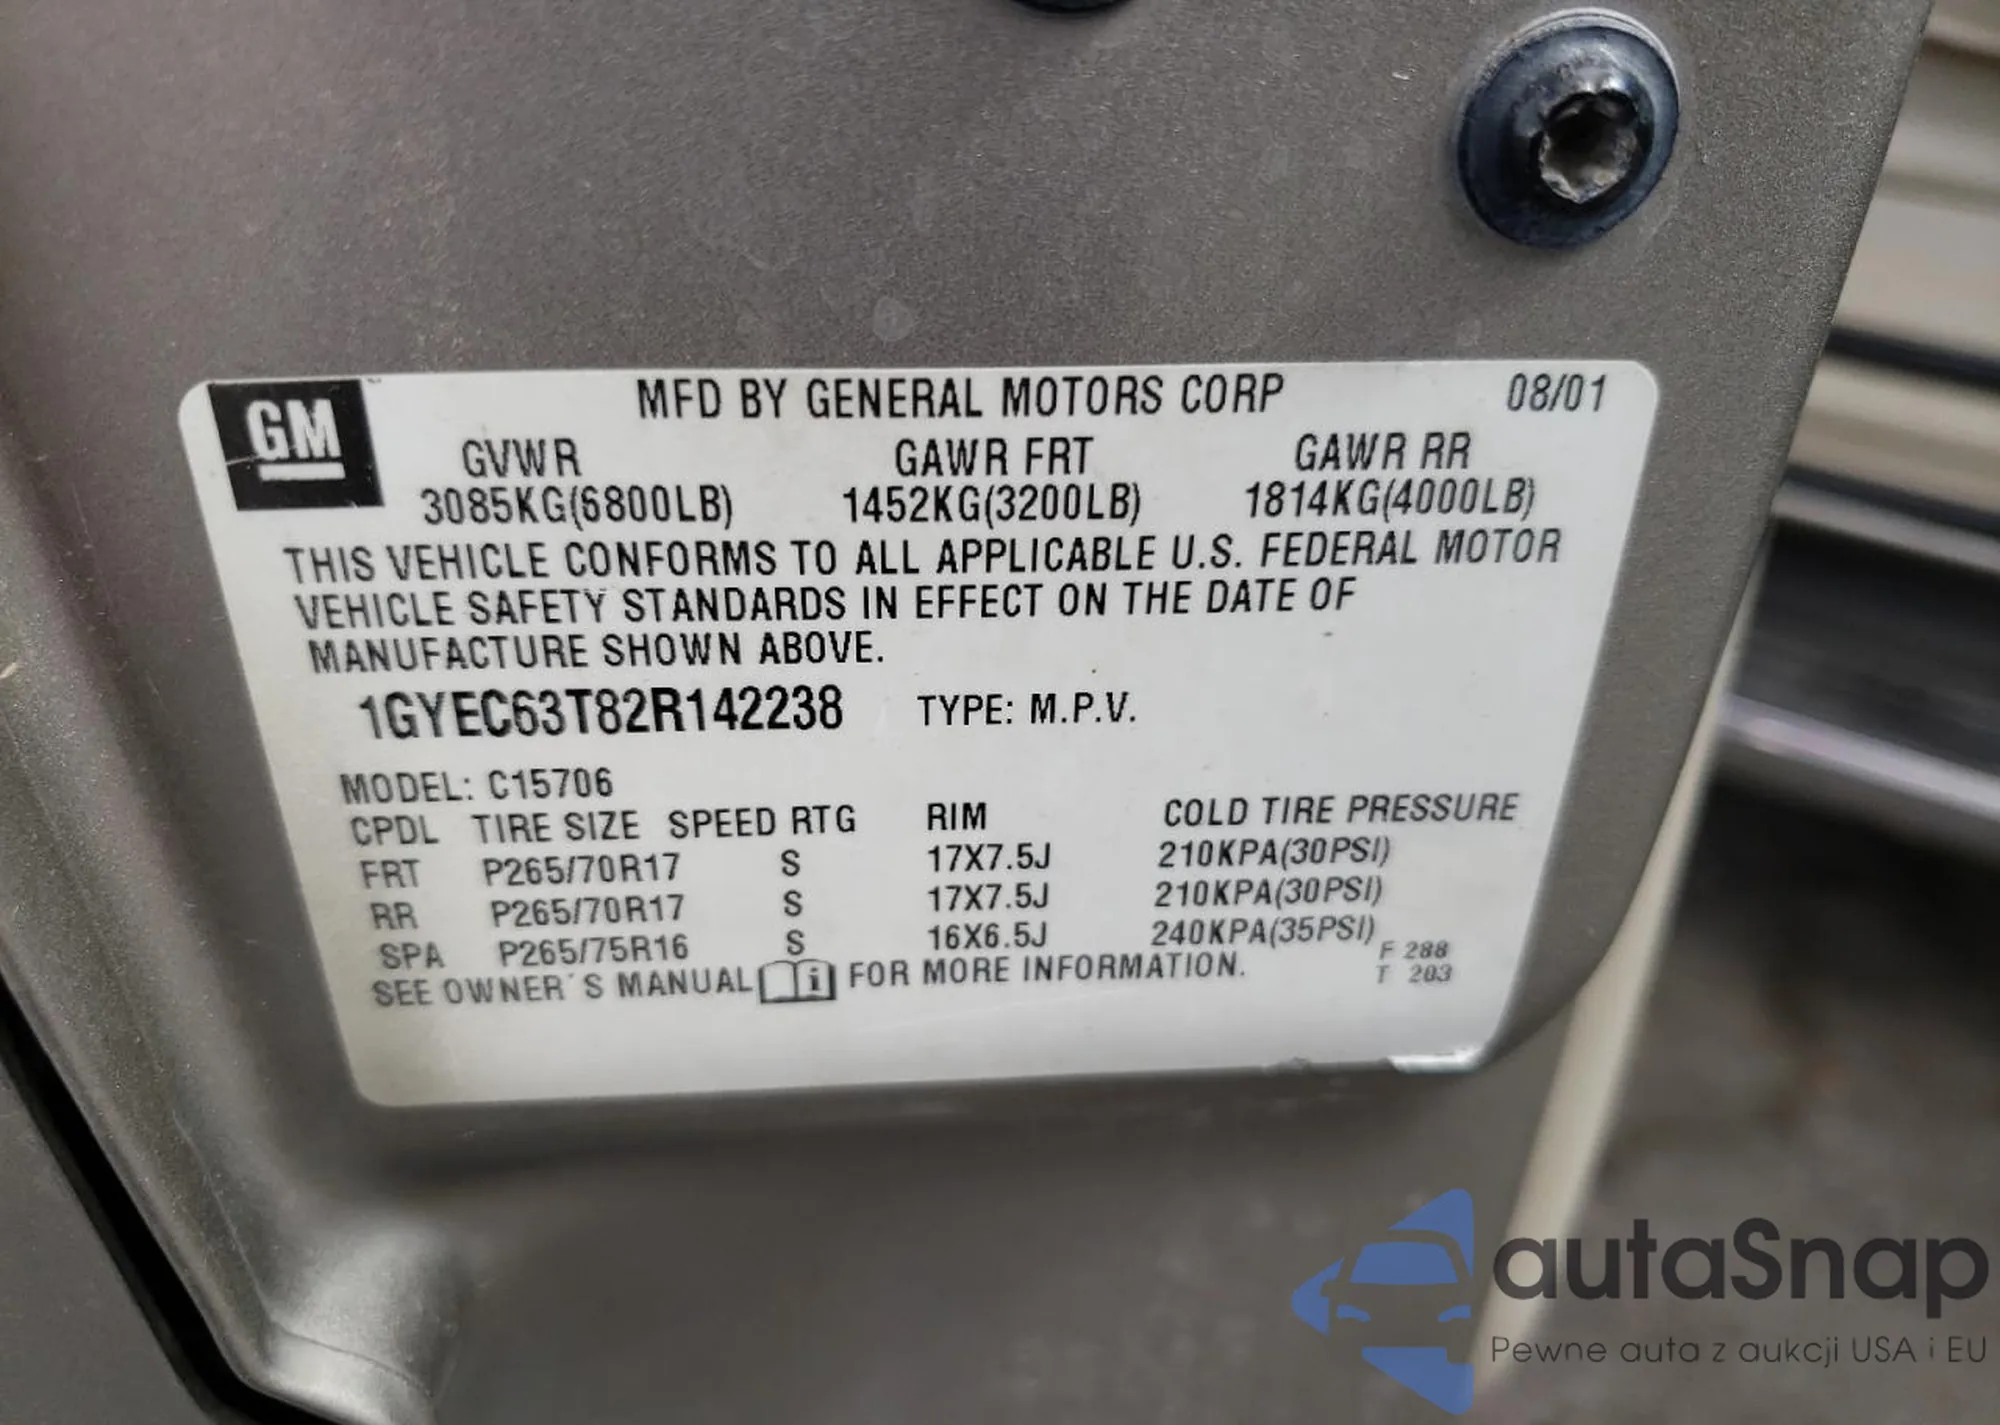 GM
MFD BY GENERAL MOTORS CORP 08/01
GVWR GAWR FRT GAWR RR
3085KG(6800LB) 1452KG(3200LB) 1814KG(4000LB)
THIS VEHICLE CONFORMS TO ALL APPLICABLE U.S. FEDERAL MOTOR
VEHICLE SAFETY STANDARDS IN EFFECT ON THE DATE OF
MANUFACTURE SHOWN ABOVE.
1GYEC63T82R142238 TYPE: M.P.V.
MODEL: C15706
CPDL TIRE SIZE SPEED RTG RIM COLD TIRE PRESSURE
FRT P265/70R17 S 17X7.5J 210KPA(30PSI)
RR P265/70R17 S 17X7.5J 210KPA(30PSI)
SPA P265/75R16 S 16X6.5J 240KPA(35PSI)
F 288
SEE OWNER'S MANUAL i FOR MORE INFORMATION. T 203
autaSnap
Pewne auta z aukcji USA i EU